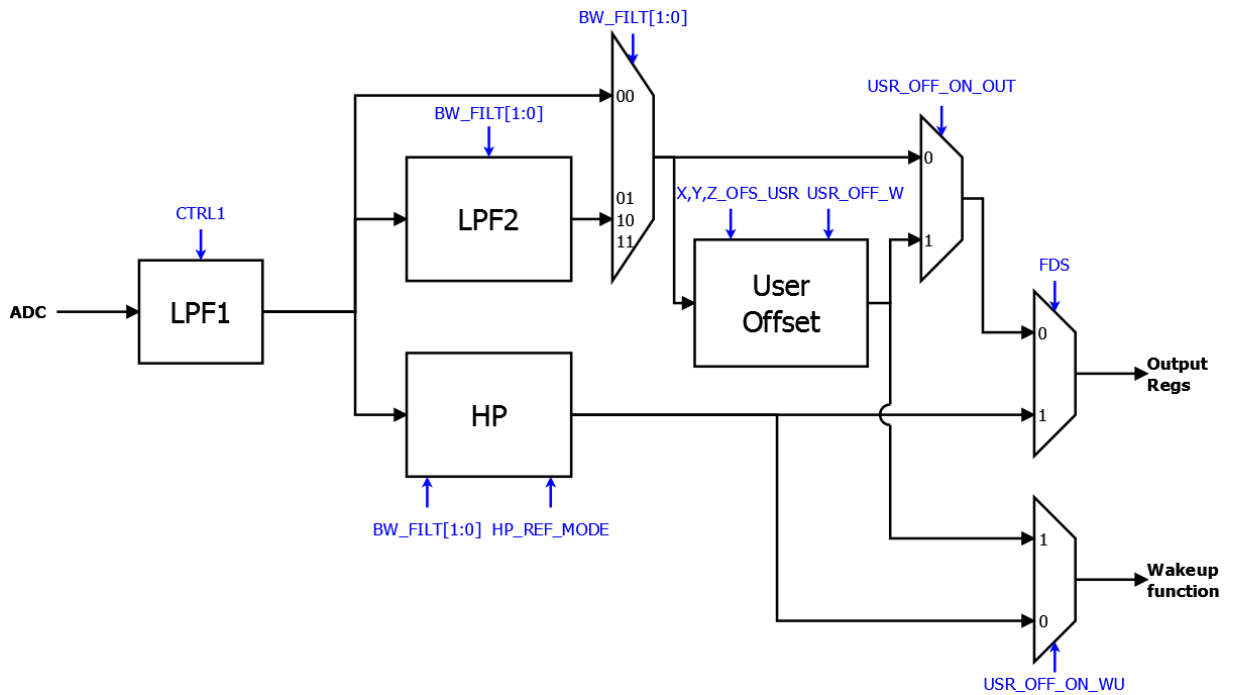 BW_FILT[1:0]
00
USR_OFF_ON_OUT
BW_FILT[1:0]
0
X,Y,Z_OFS_USR
USR_OFF_W
01
10
11
LPF2
CTRL1
1
FDS
User
Offset
ADC
LPF1
0
Output
Regs
HP
1
BW_FILT[1:0]
HP_REF_MODE
1
Wakeup
function
0
USR_OFF_ON_WU